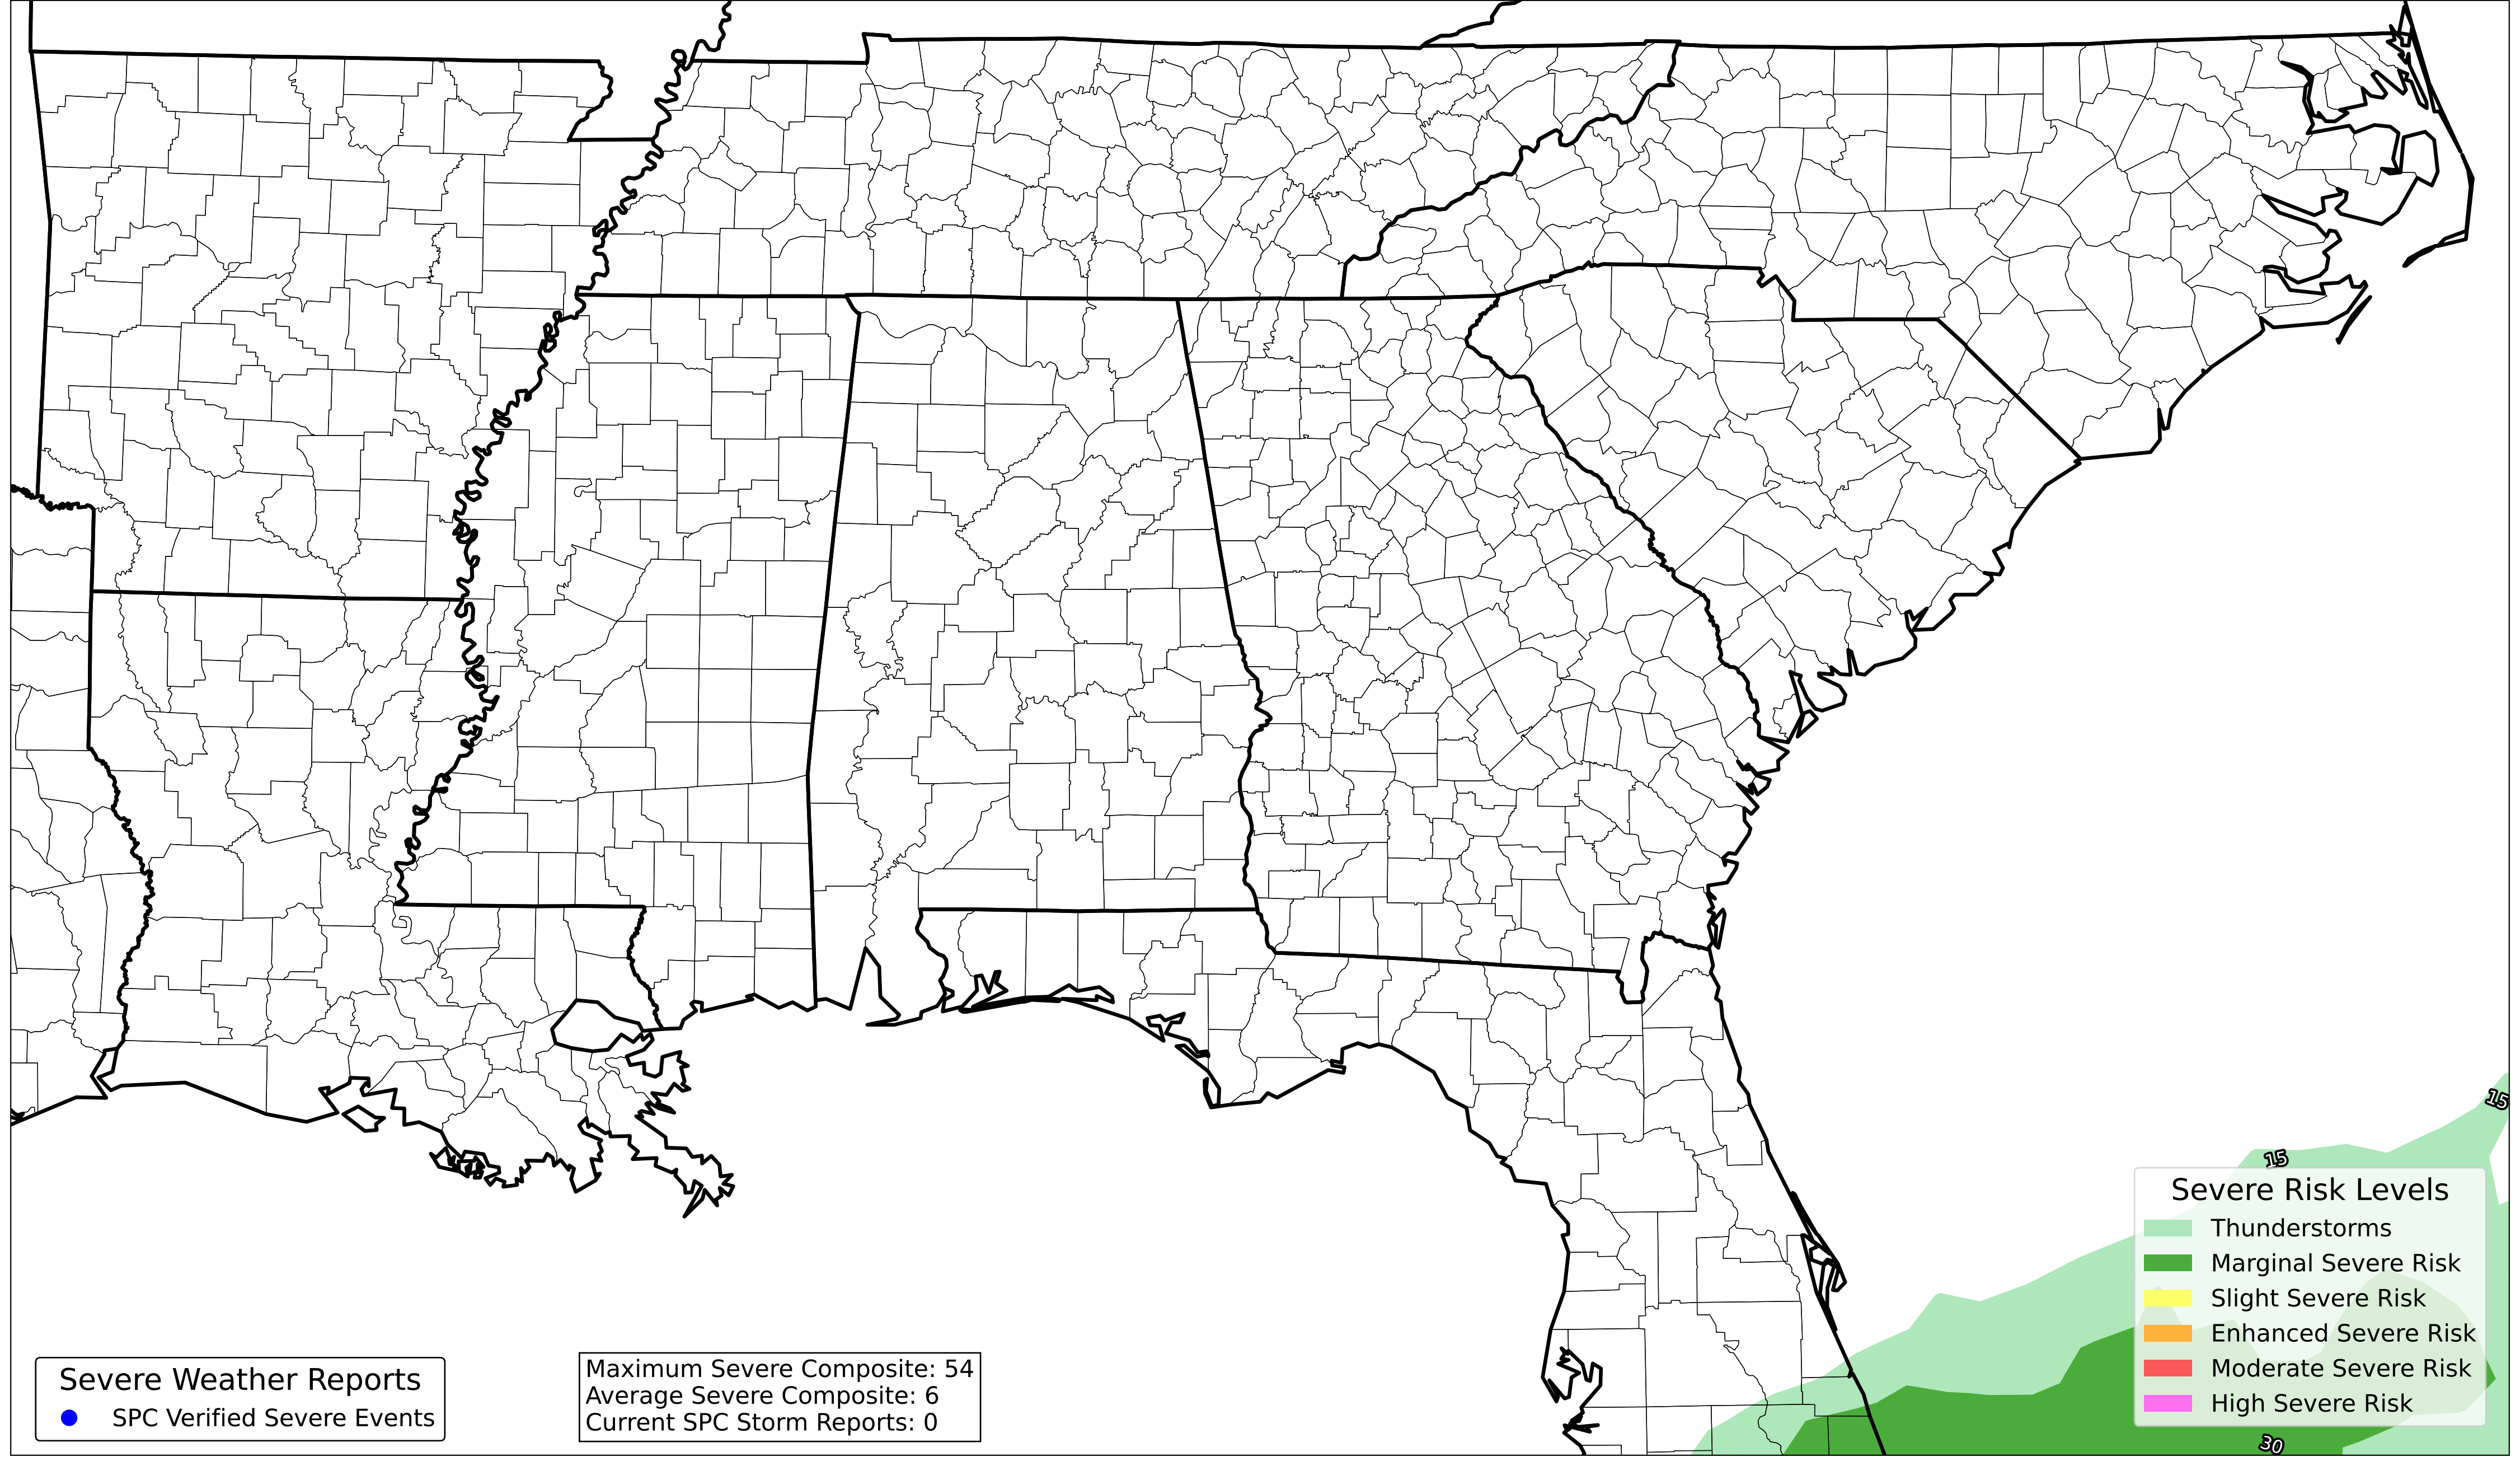 15
15
Severe Risk Levels
Thunderstorms
Marginal Severe Risk
Slight Severe Risk
Enhanced Severe Risk
Moderate Severe Risk
High Severe Risk
30
Severe Weather Reports
SPC Verified Severe Events
Maximum Severe Composite: 54
Average Severe Composite: 6
Current SPC Storm Reports: 0